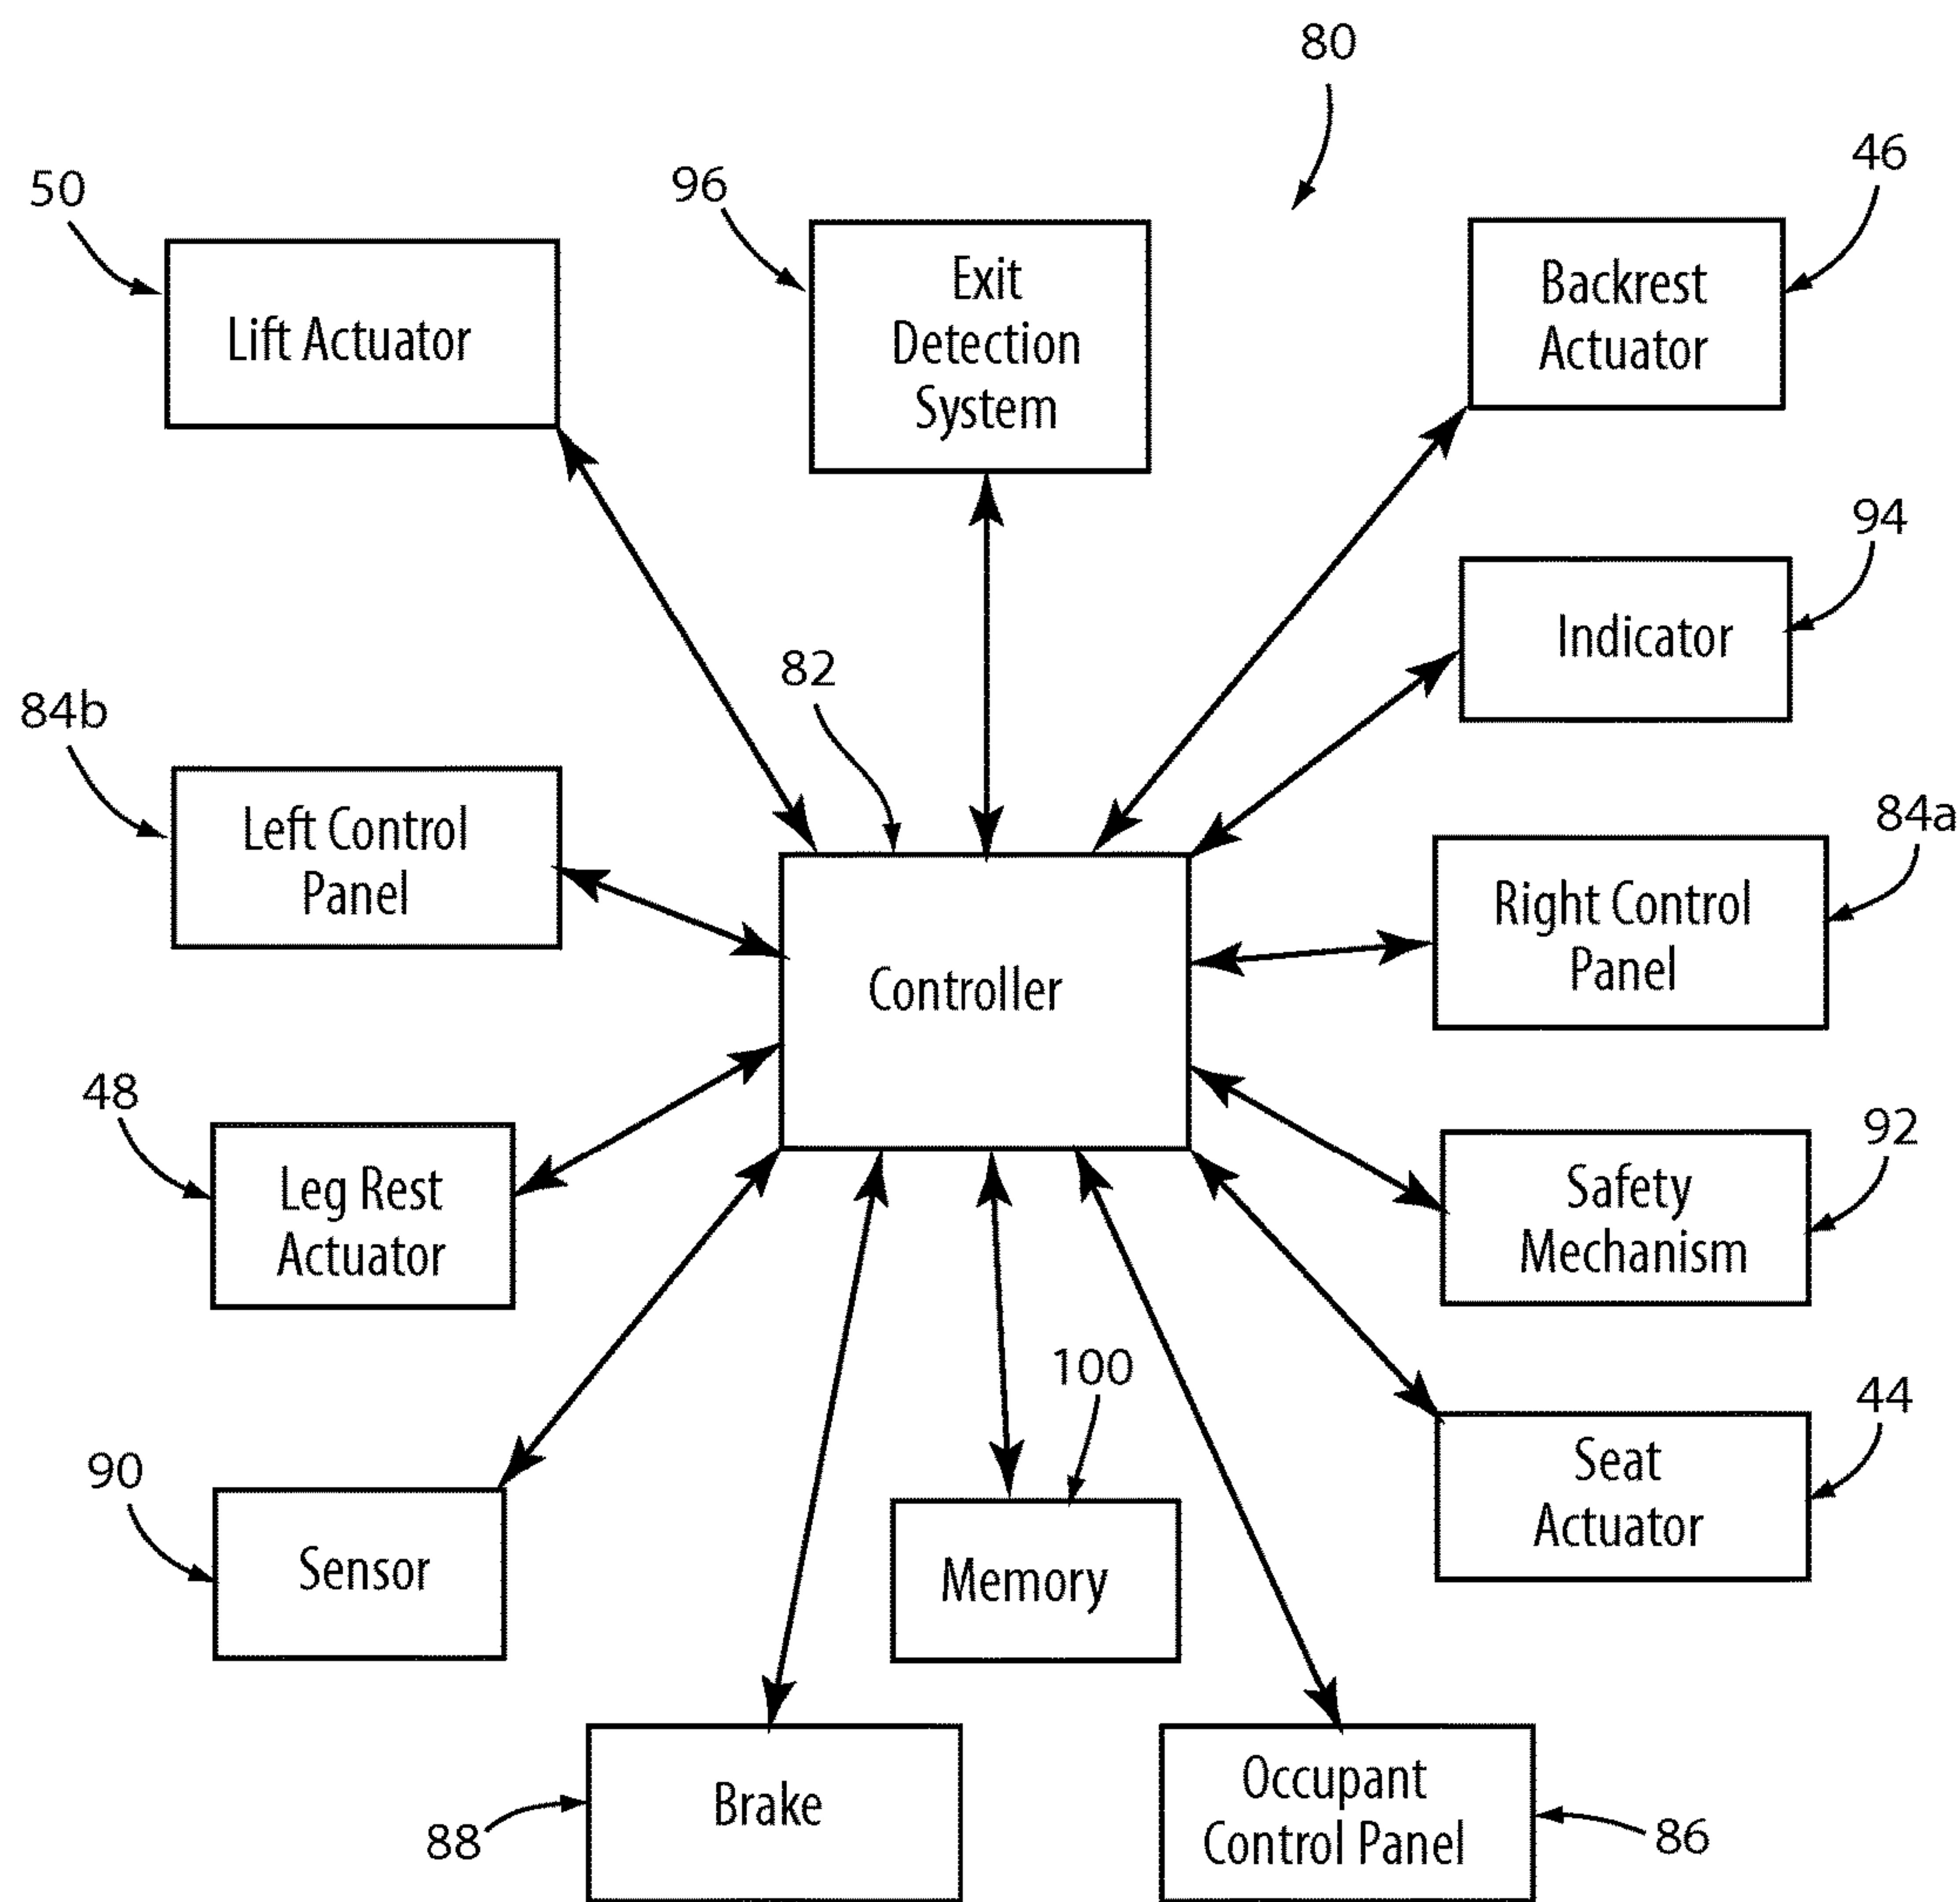 80
50
96
46
Lift Actuator
Exit
Detection
System
Backrest
Actuator
94
Indicator
82
84b
Left Control
Panel
84a
Right Control
Panel
Controller
48
Leg Rest
Actuator
92
Safety
Mechanism
100
44
Seat
Actuator
90
Sensor
Memory
88
Brake
Occupant
Control Panel
86